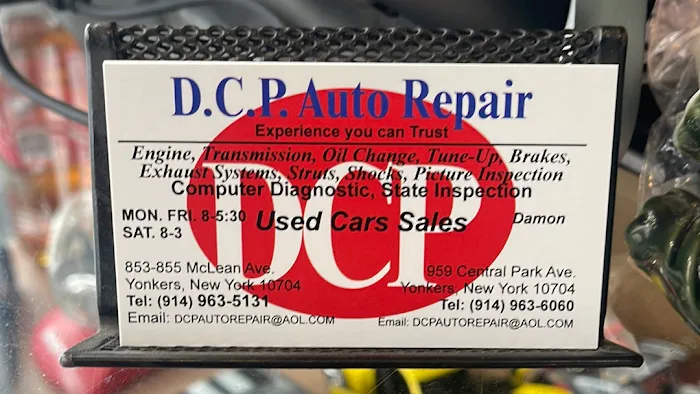 D.C.P. Auto Repair
Experience you can Trust
Engine, Transmission, Oil Change, Tune-Up, Brakes,
Exhaust Systems, Struts, Shocks, Picture Inspection
Computer Diagnostic, State Inspection
MON. FRI. 8-5:30
SAT. 8-3
Used Cars Sales
Damon
DCP
853-855 McLean Ave.
Yonkers, New York 10704
Tel: (914) 963-5131
Email: DCPAUTOREPAIR@AOL.COM
959 Central Park Ave.
Yonkers, New York 10704
Tel: (914) 963-6060
Email: DCPAUTOREPAIR@AOL.COM